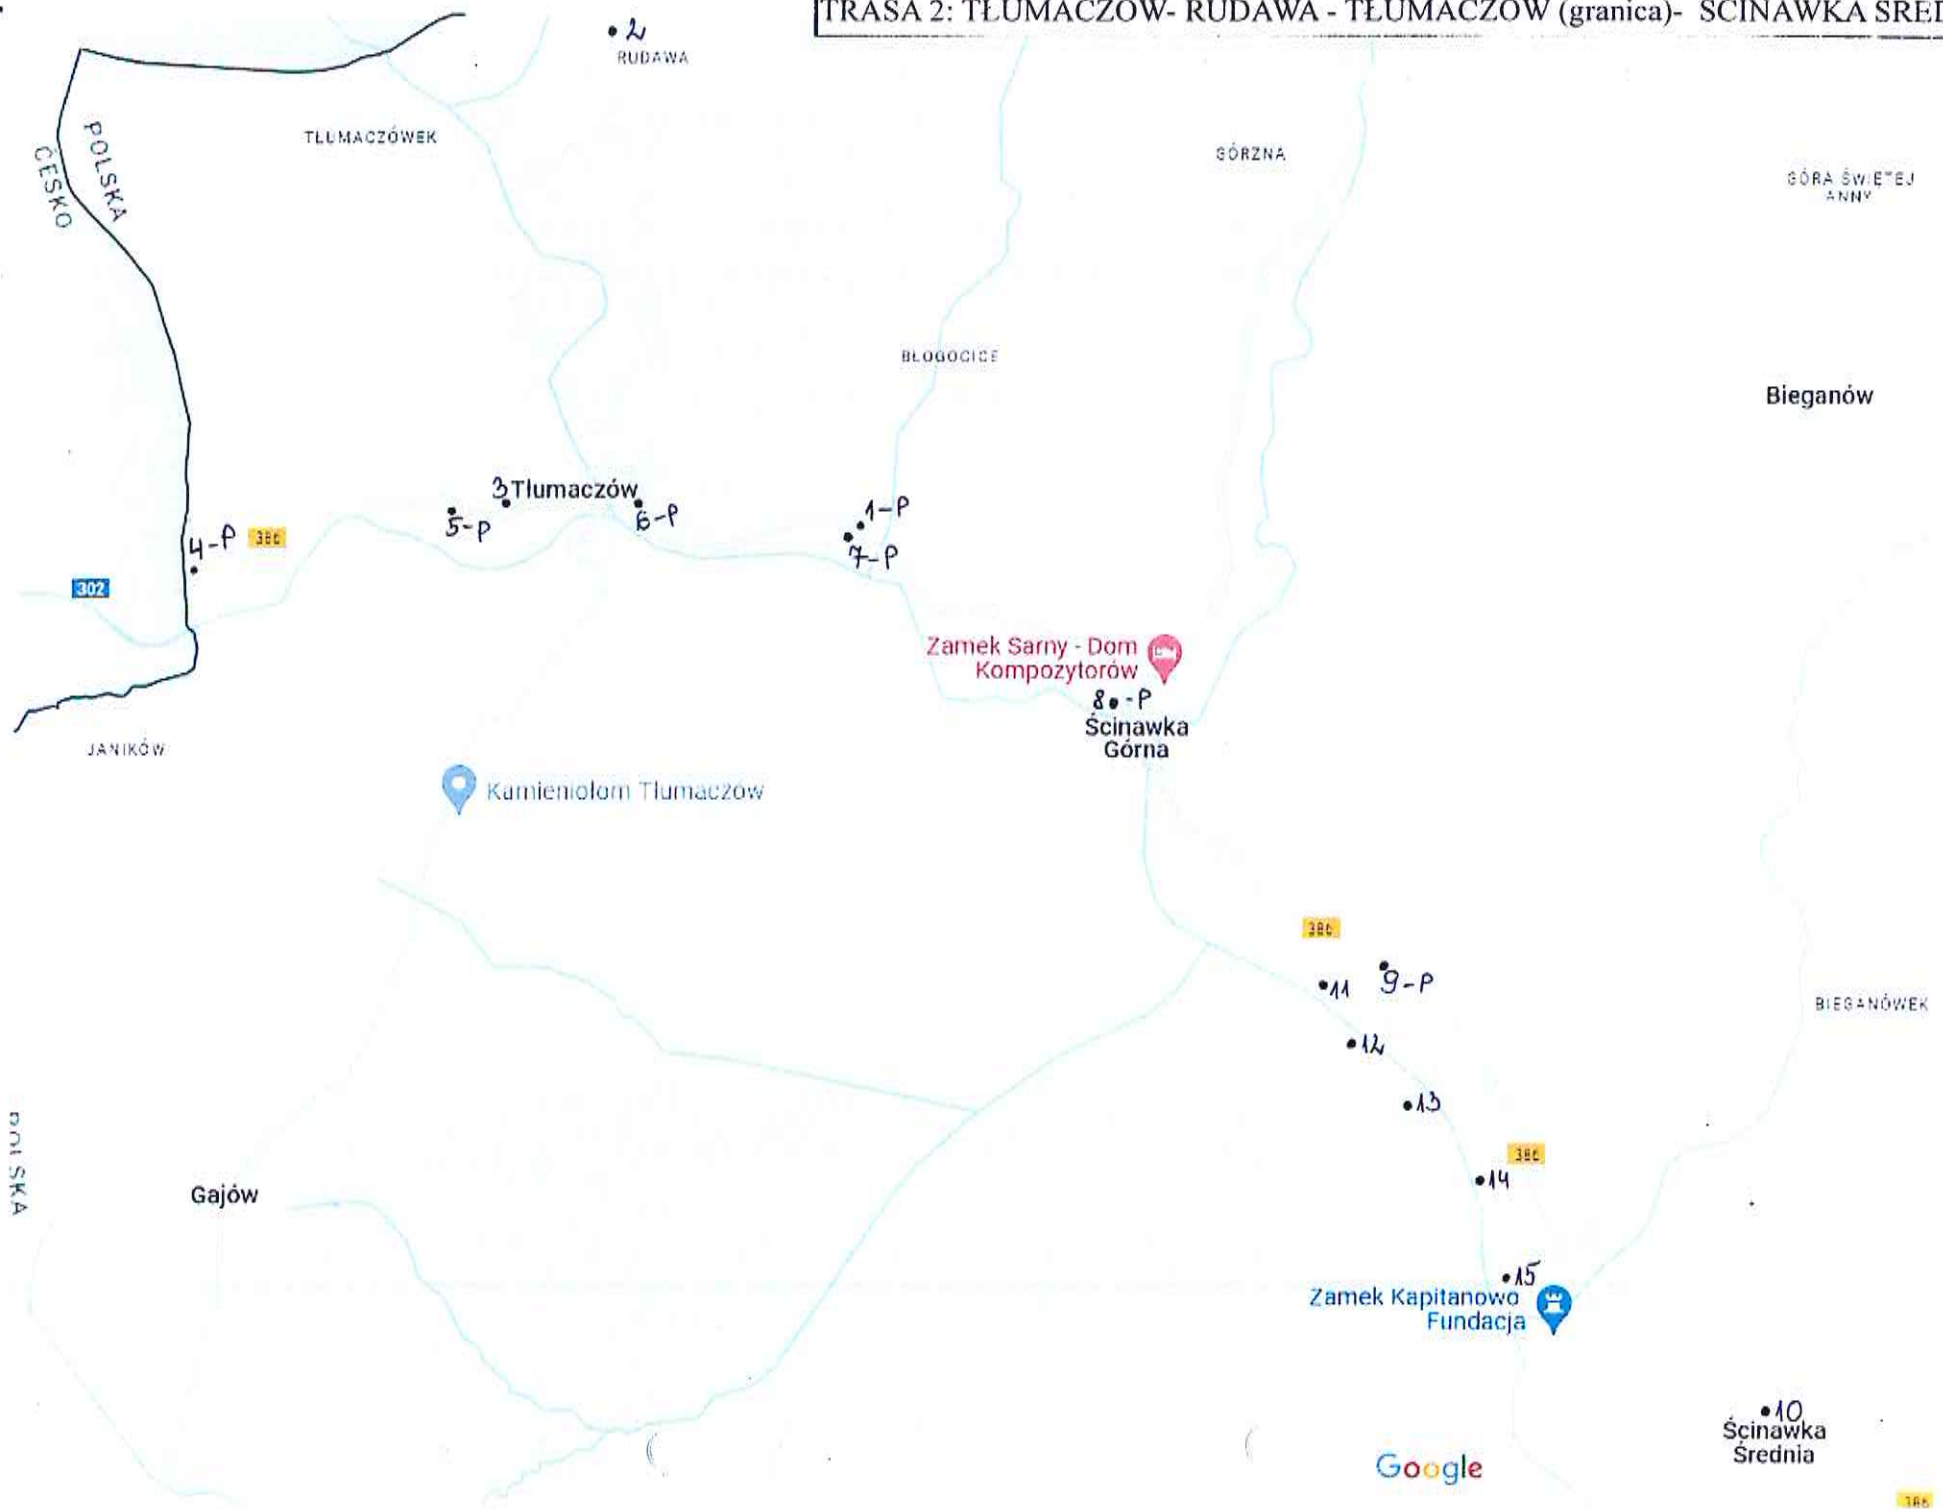 TRASA 2: TŁUMACZÓW- RUDAWA - TŁUMACZÓW (granica)- ŚCINAWKA ŚRED
2
RUDAWA
TŁUMACZÓWEK
POLSKA
ČESKO
GÓRZNA
GÓRA ŚWIĘTEJ
ANNY
BŁOGOCICE
Bieganów
3 Tłumaczów
5-P
6-P
1-P
7-P
4-P
386
302
Zamek Sarny - Dom
Kompozytorów
8-P
Ścinawka
Górna
JANIKÓW
Kamieniołom Tłumaczów
386
11
9-P
BIEGANÓWEK
12
13
POLSKA
386
14
Gajów
15
Zamek Kapitanowo
Fundacja
10
Ścinawka
Średnia
Google
386